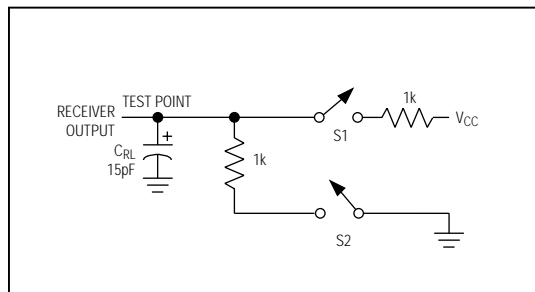 RECEIVER
OUTPUT
TEST POINT
+
C_RL
15pF
1k
S1
1k
V_CC
S2